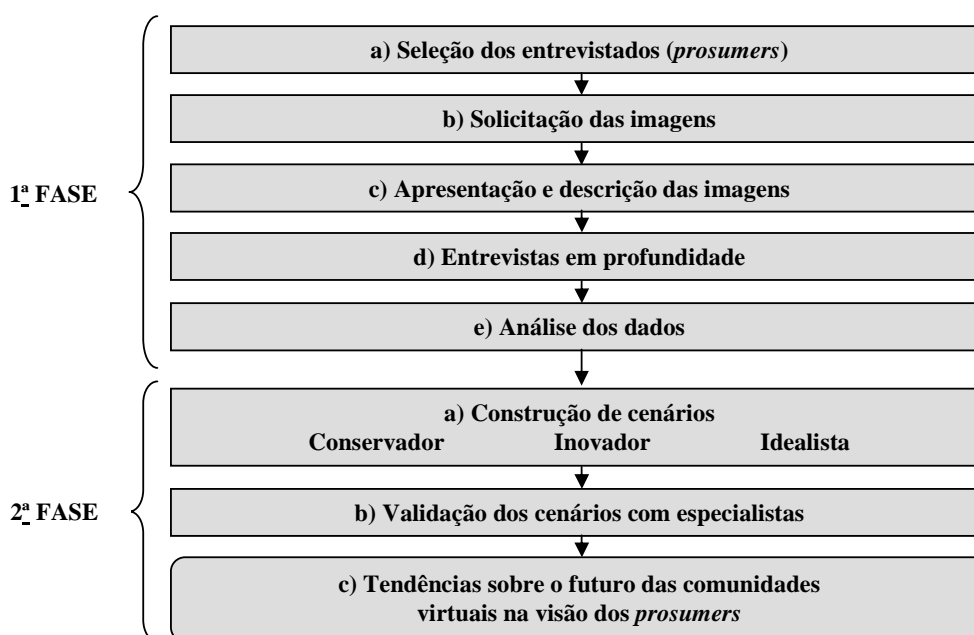 a) Seleção dos entrevistados (prosumers)
b) Solicitação das imagens
c) Apresentação e descrição das imagens
1ª FASE
d) Entrevistas em profundidade
e) Análise dos dados
a) Construção de cenários
Conservador Inovador Idealista
2ª FASE
b) Validação dos cenários com especialistas
c) Tendências sobre o futuro das comunidades
virtuais na visão dos prosumers